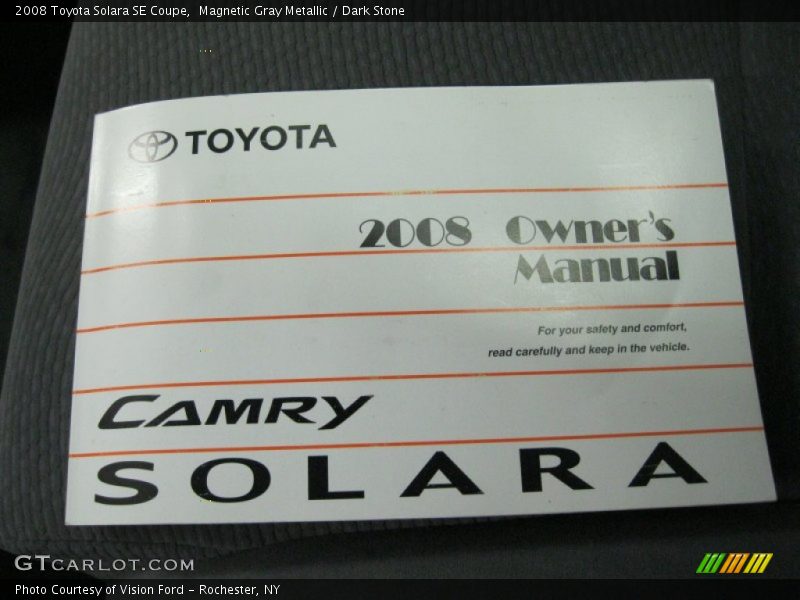 2008 Toyota Solara SE Coupe,  Magnetic Gray Metallic / Dark Stone
TOYOTA
2008 Owner's
Manual
For your safety and comfort,
read carefully and keep in the vehicle.
CAMRY
SOLARA
GTCARLOT.COM
Photo Courtesy of Vision Ford – Rochester, NY